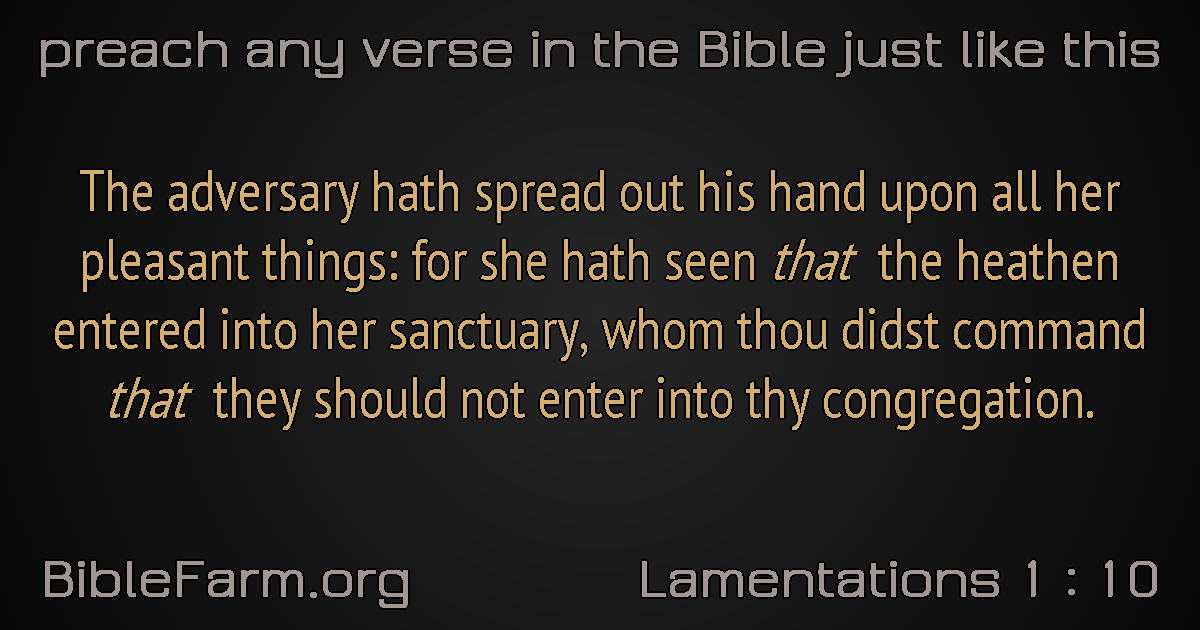 preach any verse in the Bible just like this
The adversary hath spread out his hand upon all her
pleasant things: for she hath seen that the heathen
entered into her sanctuary, whom thou didst command
that they should not enter into thy congregation.
BibleFarm.org
Lamentations 1 : 10